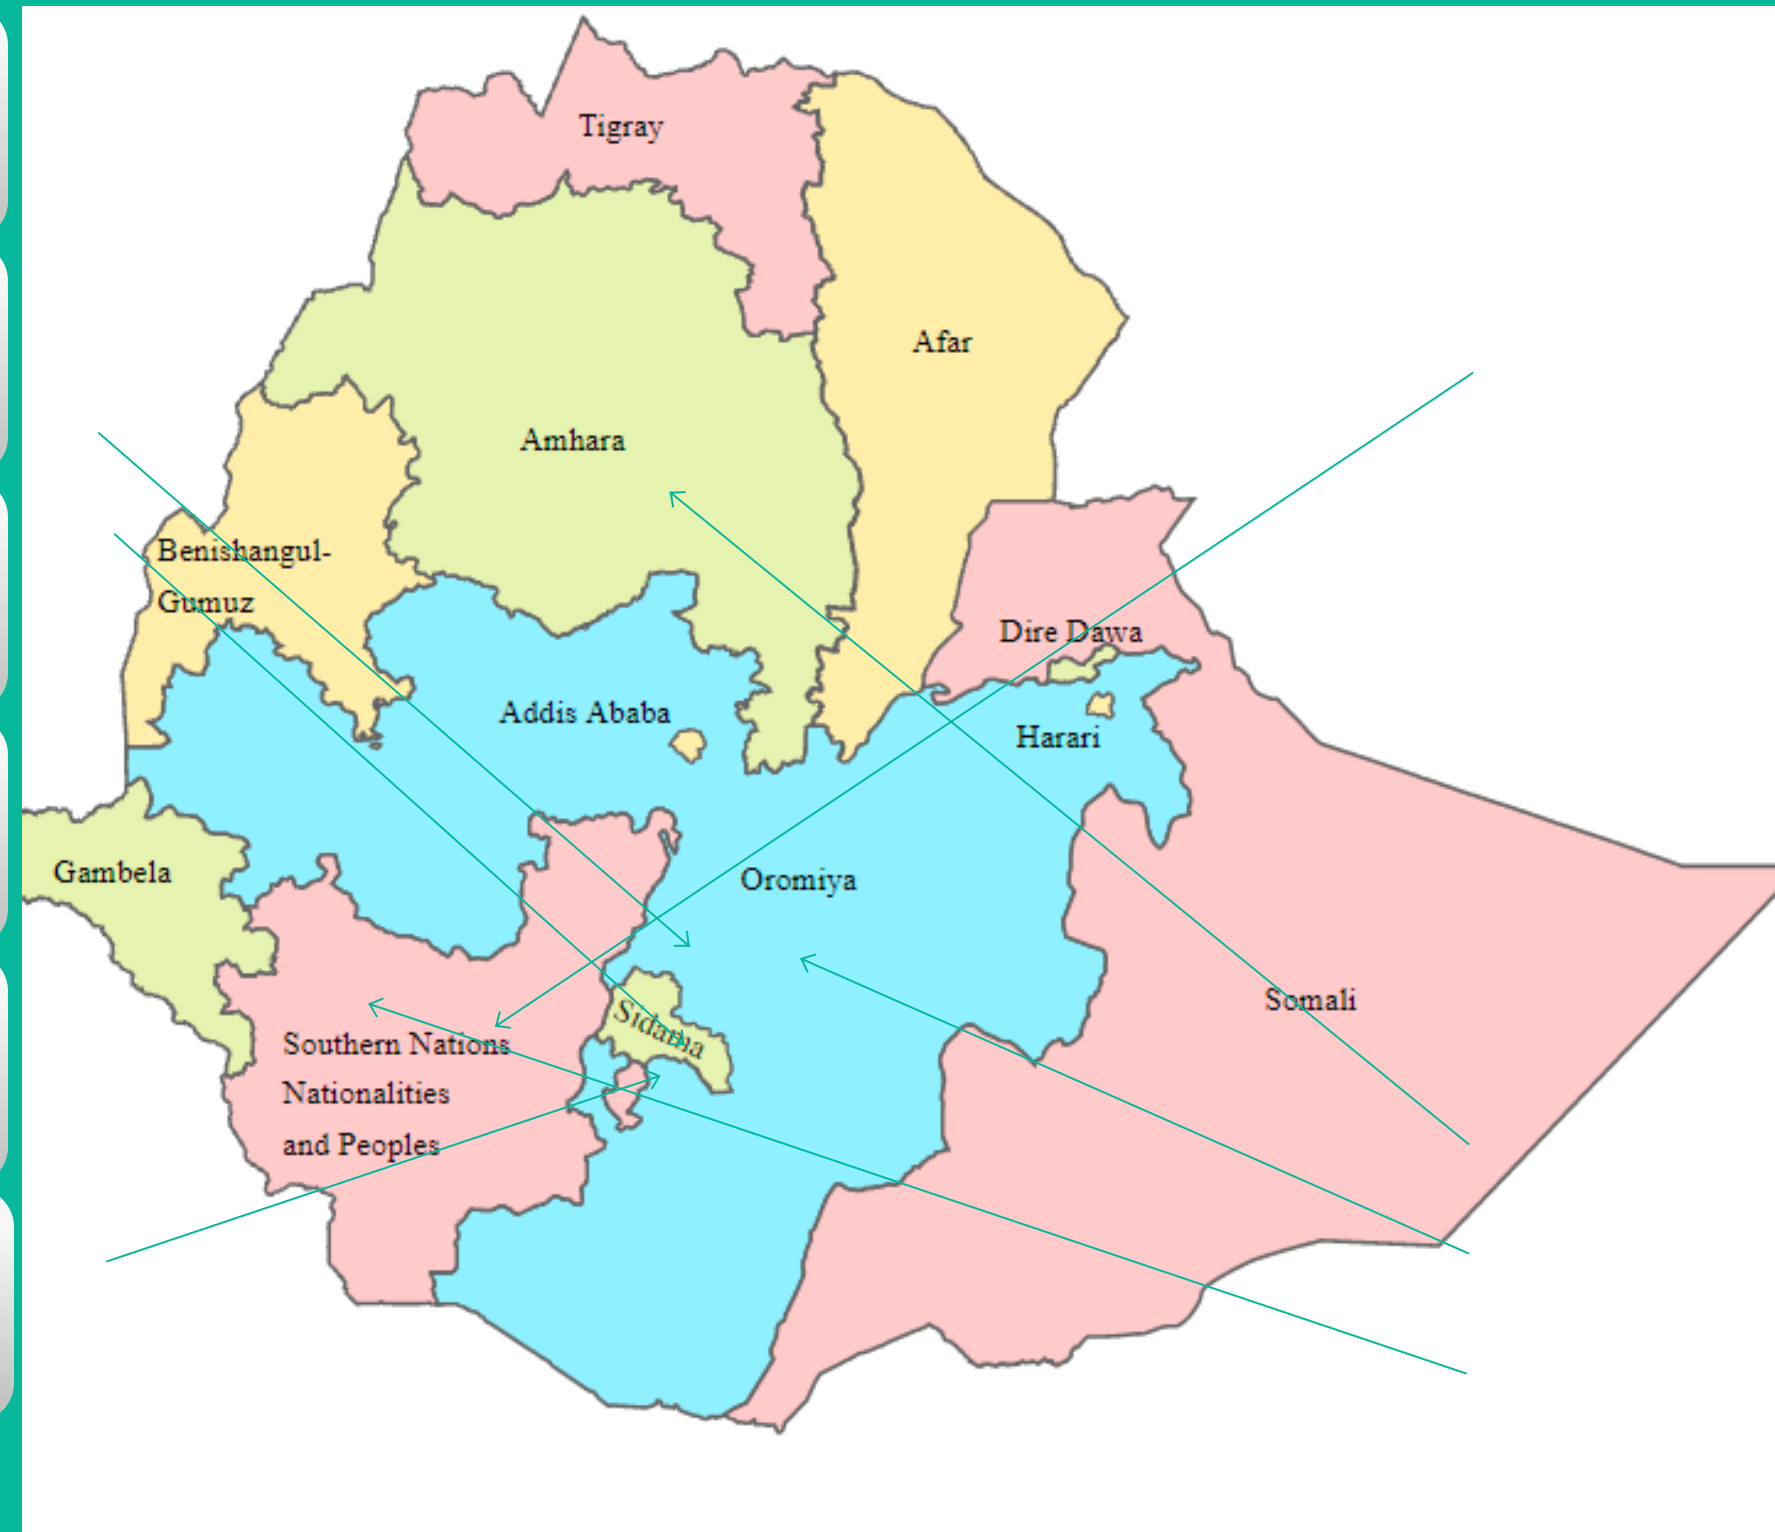 Tigray
Afar
Amhara
Benishangul-
Gumuz
Dire Dawa
Addis Ababa
Harari
Gambela
Oromiya
Somali
Sidama
Southern Nations
Nationalities
and Peoples